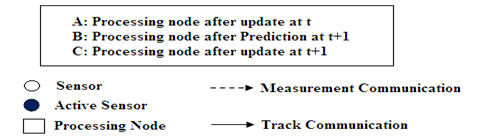 A: Processing node after update at t
B: Processing node after Prediction at t+1
C: Processing node after update at t+1
Sensor
Measurement Communication
Active Sensor
Processing Node
Track Communication